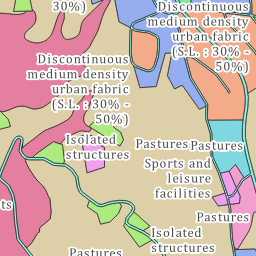 30%)
Discontinuous
medium density
urban fabric
(S.L. : 30% -
50%)
Discontinuous
medium density
urban fabric
(S.L. : 30% -
50%)
Isolated
structures
Pastures
Pastures
Sports and
leisure
facilities
ts
Pastures
Isolated
structures
Pastures